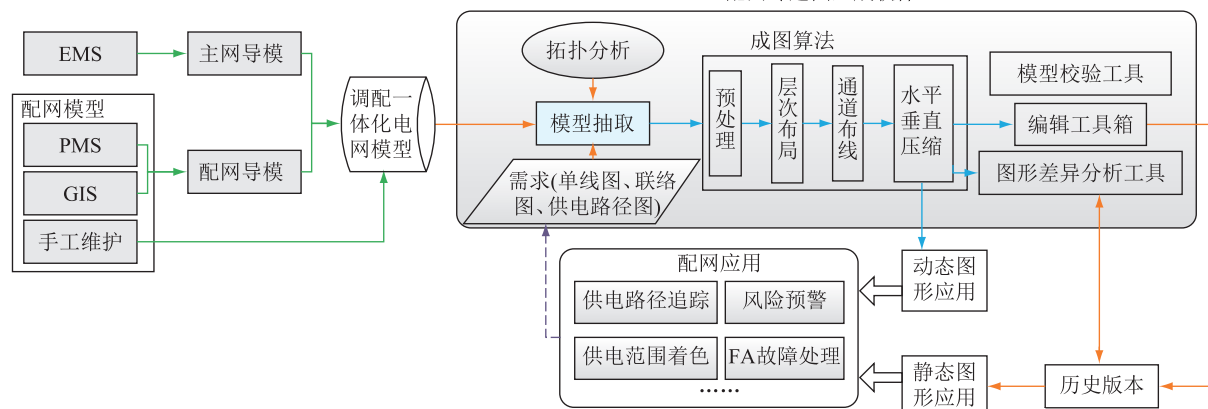 EMS
主网导模
配网模型
PMS
GIS
手工维护
配网导模
调配一
体化电
网模型
拓扑分析
模型抽取
需求(单线图、联络
图、供电路径图)
成图算法
预处理
层次布局
通道布线
水平
垂直
压缩
模型校验工具
编辑工具箱
图形差异分析工具
配网应用
供电路径追踪
风险预警
供电范围着色
FA故障处理
……
动态图
形应用
静态图
形应用
历史版本